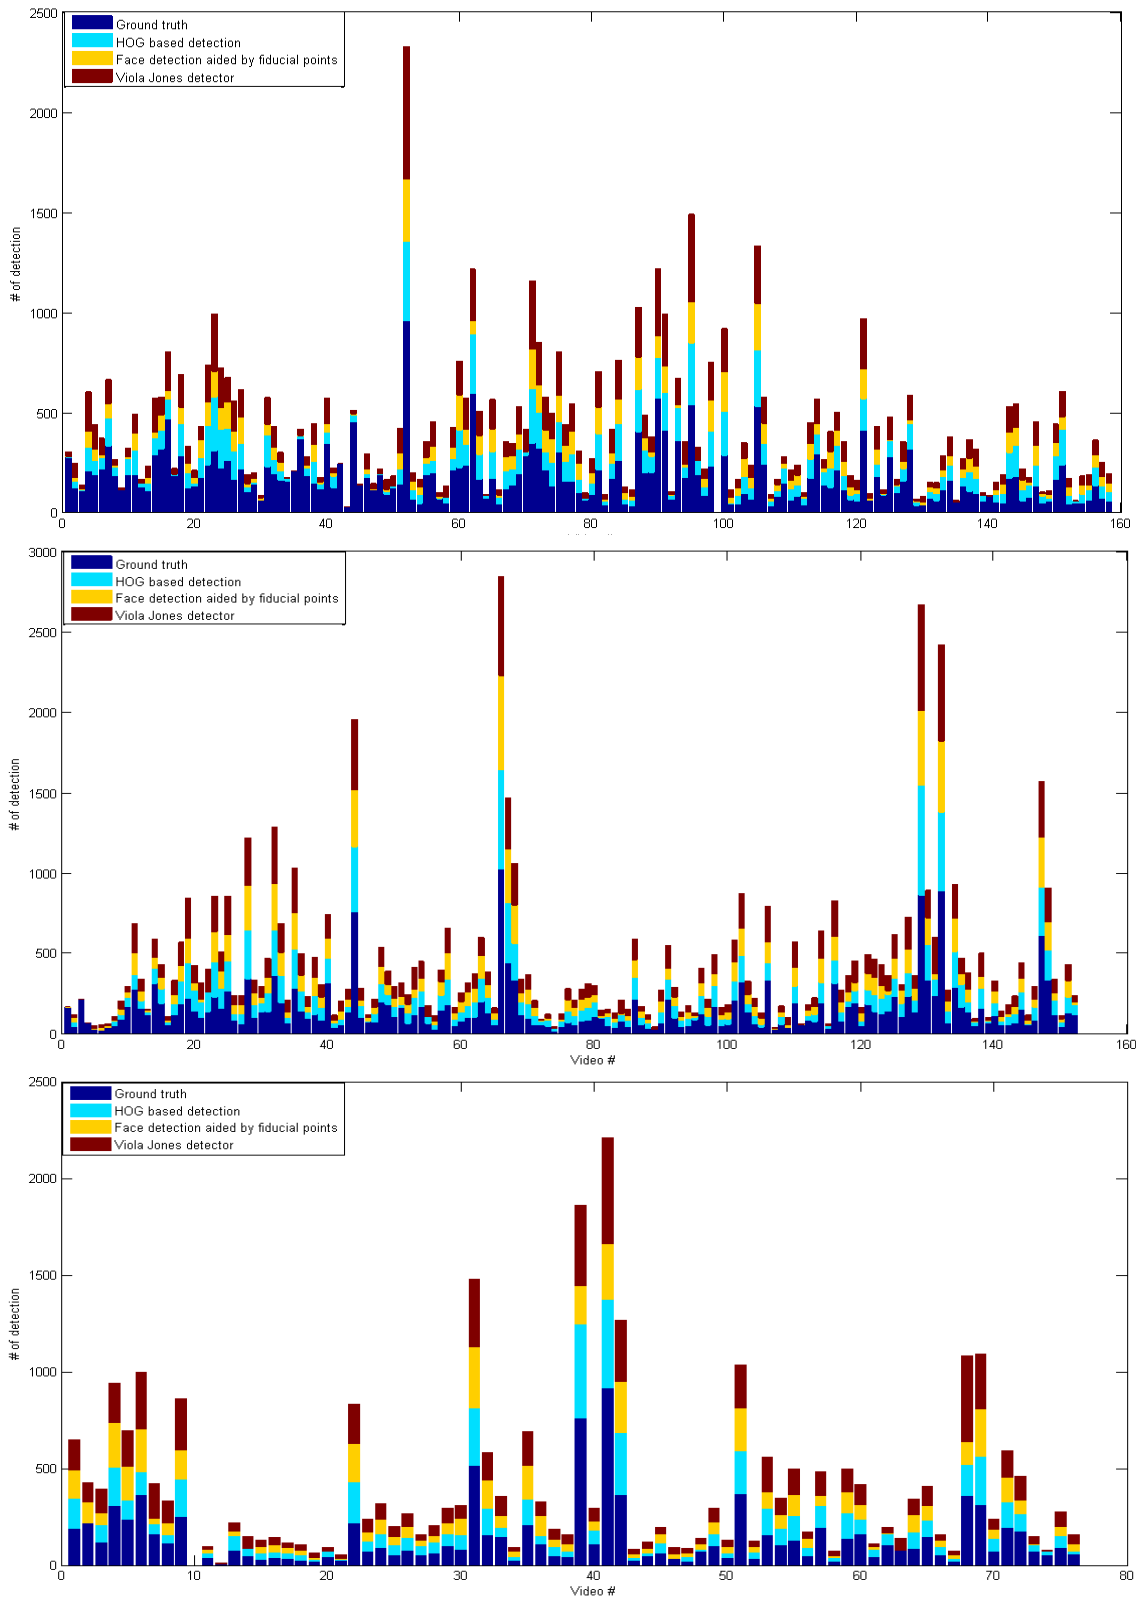 2500
2000
1500
1000
500
0
# of detection
Ground truth
HOG based detection
Face detection aided by fiducial points
Viola Jones detector
0 20 40 60 80 100 120 140 160
3000
2500
2000
1500
1000
500
0
# of detection
Ground truth
HOG based detection
Face detection aided by fiducial points
Viola Jones detector
0 20 40 60 80 100 120 140 160
Video #
2500
2000
1500
1000
500
0
# of detection
Ground truth
HOG based detection
Face detection aided by fiducial points
Viola Jones detector
0 10 20 30 40 50 60 70 80
Video #